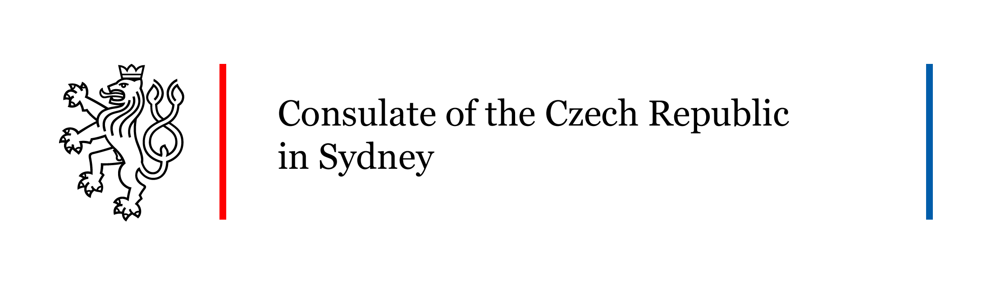 Consulate of the Czech Republic
in Sydney